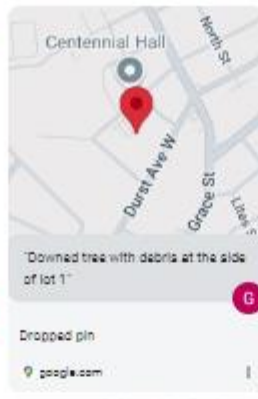 North St
Centennial Hall
Durst Ave W
Grace St
Lites S
"Downed tree with debris at the side
of lot 1"
G
Dropped pin
google.com